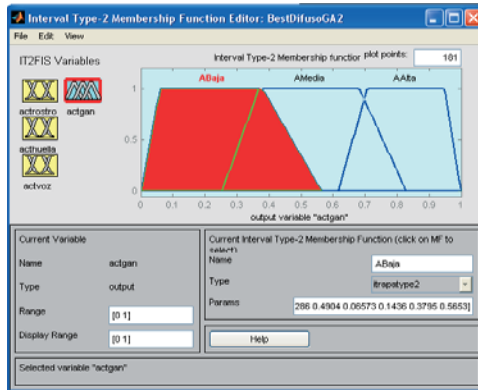 Interval Type-2 Membership Function Editor: BestDifusoGA2
File Edit View
IT2FIS Variables
Interval Type-2 Membership function plot points: 101
actrostro actgan
acthuella
actvoz
ABaja AMedia AAlta
1
0.5
0
0 0.1 0.2 0.3 0.4 0.5 0.6 0.7 0.8 0.9 1
output variable "actgan"
Current Variable
Name actgan
Type output
Range [0 1]
Display Range [0 1]
Current Interval Type-2 Membership Function (click on MF to select)
Name ABaja
Type itrapatype2
Params 286 0.4904 0.06573 0.1436 0.3795 0.5653]
Help
Selected variable "actgan"